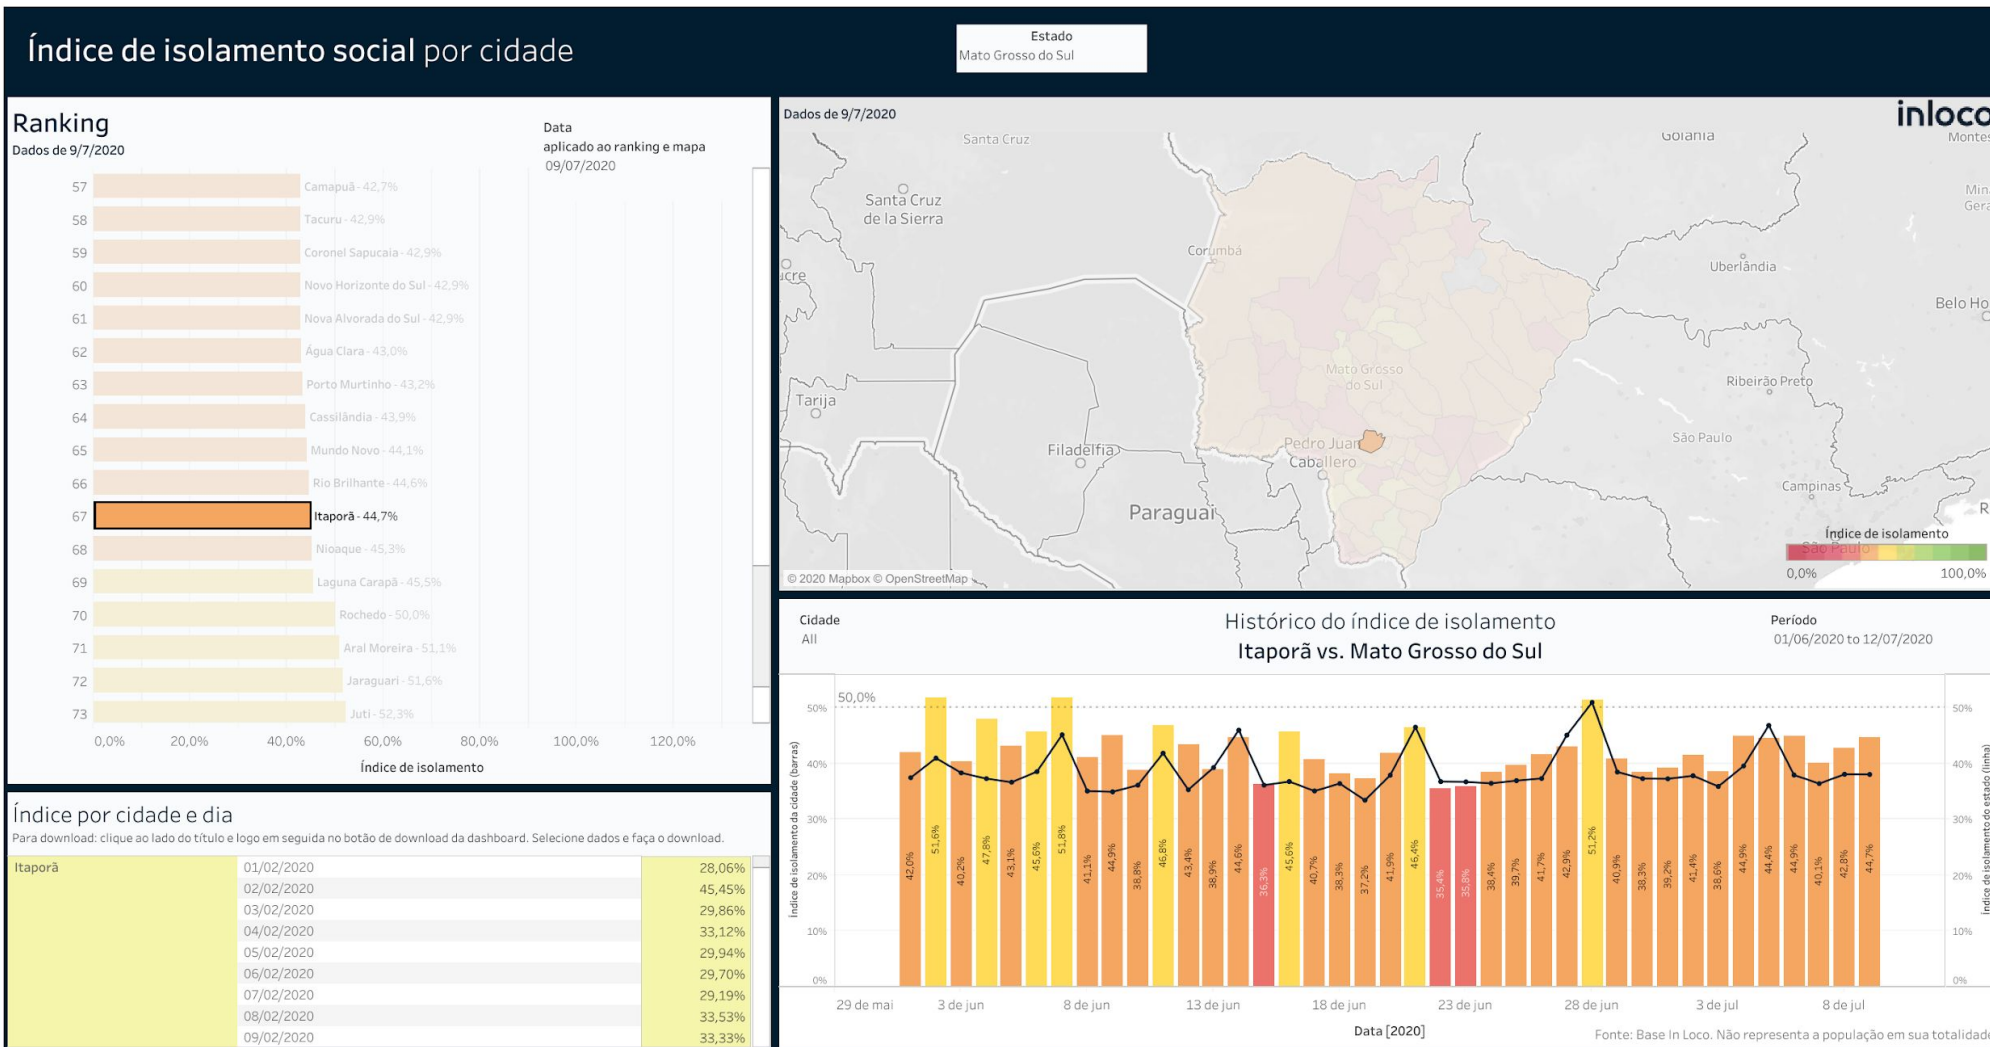 Índice de isolamento social por cidade
Estado
Mato Grosso do Sul
Ranking
Dados de 9/7/2020
Data
aplicado ao ranking e mapa
09/07/2020
57 Camapuã - 42,7%
58 Tacuru - 42,9%
59 Coronel Sapucaia - 42,9%
60 Novo Horizonte do Sul - 42,9%
61 Nova Alvorada do Sul - 42,9%
62 Água Clara - 43,0%
63 Porto Murtinho - 43,2%
64 Cassilândia - 43,9%
65 Mundo Novo - 44,1%
66 Rio Brilhante - 44,6%
67 Itaporã - 44,7%
68 Nioaque - 45,3%
69 Laguna Carapã - 45,5%
70 Rochedo - 50,0%
71 Aral Moreira - 51,1%
72 Jaraguari - 51,6%
73 Juti - 52,3%
0,0% 20,0% 40,0% 60,0% 80,0% 100,0% 120,0%
Índice de isolamento
Índice por cidade e dia
Para download: clique ao lado do título e logo em seguida no botão de download da dashboard. Selecione dados e faça o download.
Itaporã 01/02/2020 28,06%
02/02/2020 45,45%
03/02/2020 29,86%
04/02/2020 33,12%
05/02/2020 29,94%
06/02/2020 29,70%
07/02/2020 29,19%
08/02/2020 33,53%
09/02/2020 33,33%
Dados de 9/7/2020
inloco
Santa Cruz
Goiânia
Montes
Santa Cruz
de la Sierra
Min
Gera
Corumbá
ucre
Uberlândia
Belo Ho
Mato Grosso
do Sul
Ribeirão Preto
Tarija
Filadélfia
Pedro Juan
Caballero
São Paulo
Campinas
Paraguai
R
Índice de isolamento
São Paulo
0,0% 100,0%
© 2020 Mapbox © OpenStreetMap
Cidade
All
Histórico do índice de isolamento
Itaporã vs. Mato Grosso do Sul
Período
01/06/2020 to 12/07/2020
50,0%
50%
40%
30%
20%
10%
0%
Índice de isolamento da cidade (barras)
42,0% 51,6% 40,2% 47,8% 43,1% 45,6% 51,8% 41,1% 44,9% 38,8% 46,8% 43,4% 38,9% 44,6% 36,3% 45,6% 40,7% 38,3% 37,2% 41,9% 46,4% 35,4% 35,8% 38,4% 39,7% 41,7% 42,9% 51,2% 40,9% 38,3% 39,2% 41,4% 38,6% 44,9% 44,4% 44,9% 40,1% 42,8% 44,7%
50%
40%
30%
20%
10%
0%
Índice de isolamento do estado (linha)
29 de mai 3 de jun 8 de jun 13 de jun 18 de jun 23 de jun 28 de jun 3 de jul 8 de jul
Data [2020]
Fonte: Base In Loco. Não representa a população em sua totalidade